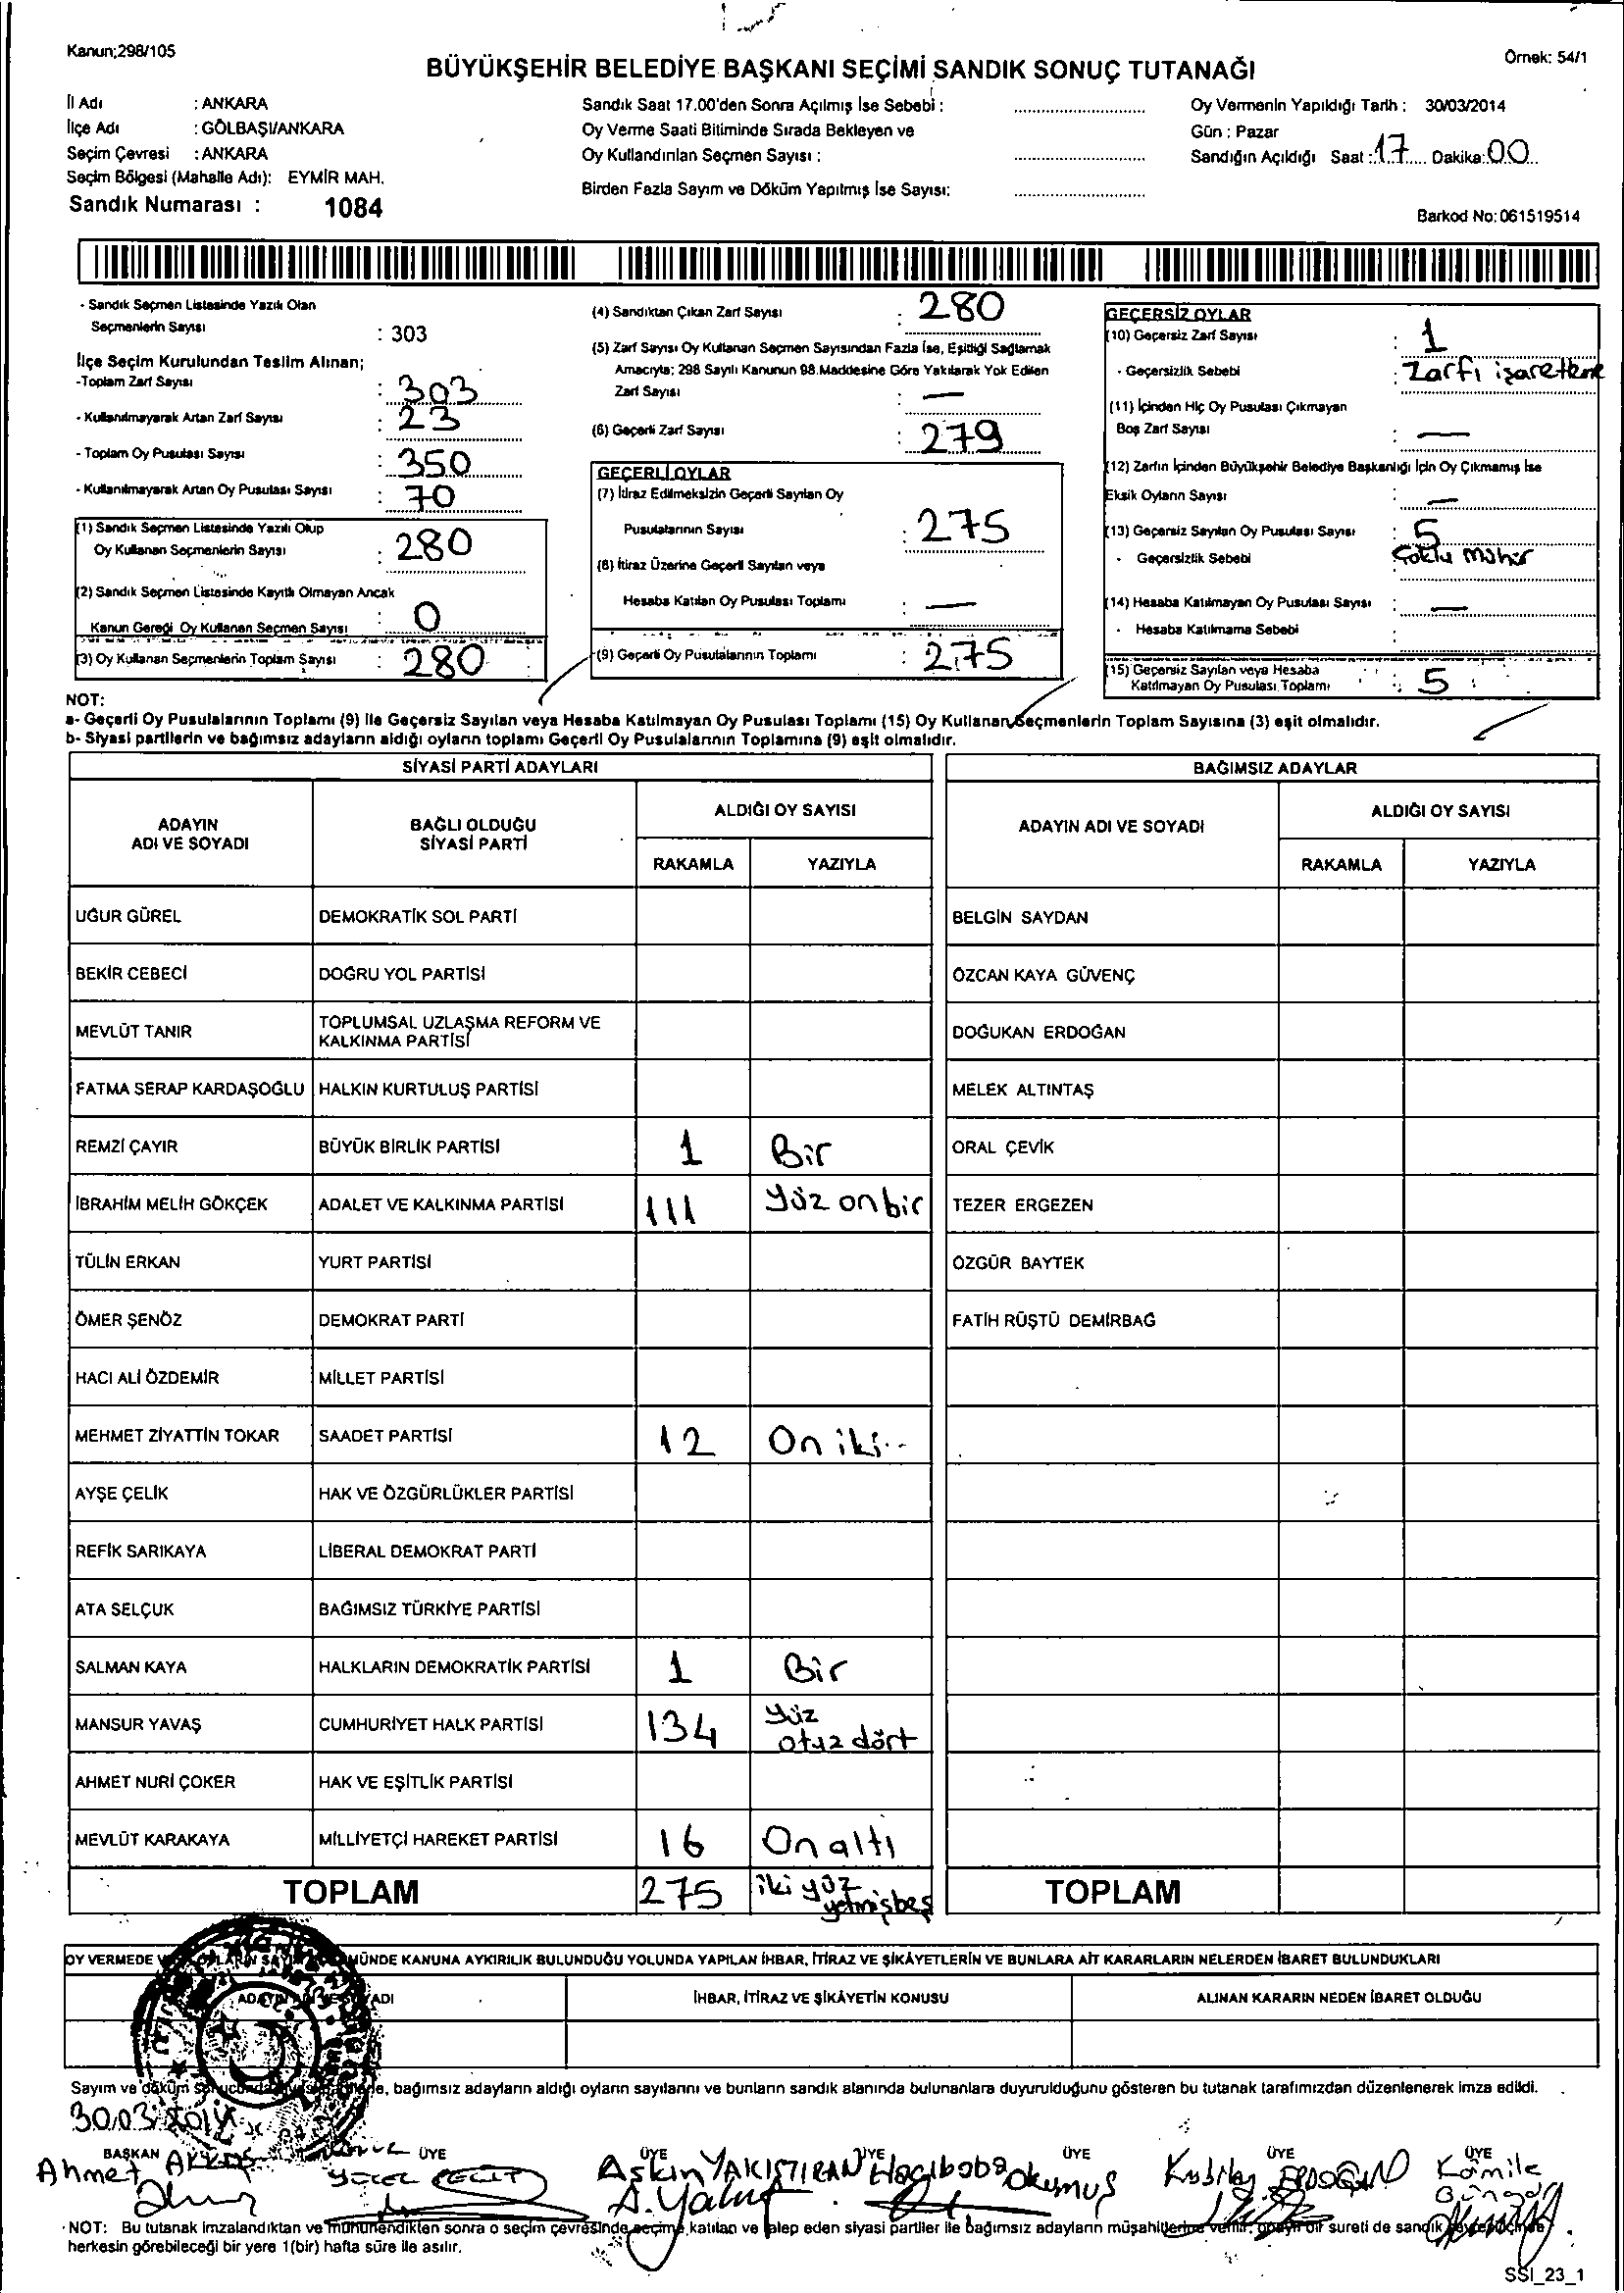 Kanun;298/105
Örnek: 54/1
BÜYÜKŞEHİR BELEDİYE BAŞKANI SEÇİMİ SANDIK SONUÇ TUTANAĞI
İl Adı : ANKARA
İlçe Adı : GÖLBAŞI/ANKARA
Seçim Çevresi : ANKARA
Seçim Bölgesi (Mahalle Adı): EYMİR MAH.
Sandık Numarası : 1084
Sandık Saat 17.00'den Sonra Açılmış İse Sebebi :
Oy Verme Saati Bitiminde Sırada Bekleyen ve
Oy Kullandırılan Seçmen Sayısı :
Birden Fazla Sayım ve Döküm Yapılmış İse Sayısı:
Oy Vermenin Yapıldığı Tarih : 30/03/2014
Gün : Pazar
Sandığın Açıldığı Saat : 17 Dakika: 00
Barkod No: 061519514
- Sandık Seçmen Listesinde Yazılı Olan
Seçmenlerin Sayısı : 303
İlçe Seçim Kurulundan Teslim Alınan;
-Toplam Zarf Sayısı : 303
- Kullanılmayarak Artan Zarf Sayısı : 23
- Toplam Oy Pusulası Sayısı : 350
- Kullanılmayarak Artan Oy Pusulası Sayısı : 70
(1) Sandık Seçmen Listesinde Yazılı Olup
Oy Kullanan Seçmenlerin Sayısı : 280
(2) Sandık Seçmen Listesinde Kayıtlı Olmayan Ancak
Kanun Gereği Oy Kullanan Seçmen Sayısı : 0
(3) Oy Kullanan Seçmenlerin Toplam Sayısı : 280
(4) Sandıktan Çıkan Zarf Sayısı : 280
(5) Zarf Sayısı Oy Kullanan Seçmen Sayısından Fazla İse, Eşitliği Sağlamak
Amacıyla; 298 Sayılı Kanunun 98.Maddesine Göre Yakılarak Yok Edilen
Zarf Sayısı : —
(6) Geçerli Zarf Sayısı : 279
GEÇERLİ OYLAR
(7) İtiraz Edilmeksizin Geçerli Sayılan Oy
Pusulalarının Sayısı : 275
(8) İtiraz Üzerine Geçerli Sayılan veya
Hesaba Katılan Oy Pusulası Toplamı : —
(9) Geçerli Oy Pusulalarının Toplamı : 275
GEÇERSİZ OYLAR
(10) Geçersiz Zarf Sayısı : 1
- Geçersizlik Sebebi : Zarfı işaretleme
(11) İçinden Hiç Oy Pusulası Çıkmayan
Boş Zarf Sayısı : —
(12) Zarfın İçinden Büyükşehir Belediye Başkanlığı İçin Oy Çıkmamış İse
Eksik Oyların Sayısı : —
(13) Geçersiz Sayılan Oy Pusulası Sayısı : 5
- Geçersizlik Sebebi : Çoklu mühür
(14) Hesaba Katılmayan Oy Pusulası Sayısı : —
- Hesaba Katılmama Sebebi :
(15) Geçersiz Sayılan veya Hesaba
Katılmayan Oy Pusulası Toplamı : 5
NOT:
a- Geçerli Oy Pusulalarının Toplamı (9) ile Geçersiz Sayılan veya Hesaba Katılmayan Oy Pusulası Toplamı (15) Oy Kullanan Seçmenlerin Toplam Sayısına (3) eşit olmalıdır.
b- Siyasi partilerin ve bağımsız adayların aldığı oyların toplamı Geçerli Oy Pusulalarının Toplamına (9) eşit olmalıdır.
SİYASİ PARTİ ADAYLARI
BAĞIMSIZ ADAYLAR
ADAYIN ADI VE SOYADI
BAĞLI OLDUĞU SİYASİ PARTİ
ALDIĞI OY SAYISI
RAKAMLA YAZIYLA
ADAYIN ADI VE SOYADI
ALDIĞI OY SAYISI
RAKAMLA YAZIYLA
UĞUR GÜREL DEMOKRATİK SOL PARTİ BELGİN SAYDAN
BEKİR CEBECİ DOĞRU YOL PARTİSİ ÖZCAN KAYA GÜVENÇ
MEVLÜT TANIR TOPLUMSAL UZLAŞMA REFORM VE KALKINMA PARTİSİ DOĞUKAN ERDOĞAN
FATMA SERAP KARDAŞOĞLU HALKIN KURTULUŞ PARTİSİ MELEK ALTINTAŞ
REMZİ ÇAYIR BÜYÜK BİRLİK PARTİSİ 1 Bir ORAL ÇEVİK
İBRAHİM MELİH GÖKÇEK ADALET VE KALKINMA PARTİSİ 111 Yüz onbir TEZER ERGEZEN
TÜLİN ERKAN YURT PARTİSİ ÖZGÜR BAYTEK
ÖMER ŞENÖZ DEMOKRAT PARTİ FATİH RÜŞTÜ DEMİRBAĞ
HACI ALİ ÖZDEMİR MİLLET PARTİSİ
MEHMET ZİYATTİN TOKAR SAADET PARTİSİ 12 On iki
AYŞE ÇELİK HAK VE ÖZGÜRLÜKLER PARTİSİ
REFİK SARIKAYA LİBERAL DEMOKRAT PARTİ
ATA SELÇUK BAĞIMSIZ TÜRKİYE PARTİSİ
SALMAN KAYA HALKLARIN DEMOKRATİK PARTİSİ 1 Bir
MANSUR YAVAŞ CUMHURİYET HALK PARTİSİ 134 Yüz otuz dört
AHMET NURİ ÇOKER HAK VE EŞİTLİK PARTİSİ
MEVLÜT KARAKAYA MİLLİYETÇİ HAREKET PARTİSİ 16 On altı
TOPLAM 275 iki yüz yetmişbeş TOPLAM
OY VERMEDE KANUNA AYKIRILIK BULUNDUĞU YOLUNDA YAPILAN İHBAR, İTİRAZ VE ŞİKÂYETLERİN VE BUNLARA AİT KARARLARIN NELERDEN İBARET BULUNDUKLARI
İHBAR, İTİRAZ VE ŞİKÂYETİN KONUSU
ALINAN KARARIN NEDEN İBARET OLDUĞU
Sayım ve döküm bağımsız adayların aldığı oyların sayılarını ve bunların sandık alanında bulunanlara duyurulduğunu gösteren bu tutanak tarafımızdan düzenlenerek imza edildi.
30.03.2014
BAŞKAN ÜYE ÜYE ÜYE ÜYE ÜYE ÜYE
Ahmet Aşkın YAKIŞTIRAN Hacıbaba Okumuş Kubilay ERDOĞAN Kamile
NOT: Bu tutanak imzalandıktan ve mühürlendikten sonra o seçim çevresinde seçime katılan ve talep eden siyasi partiler ile bağımsız adayların müşahitlerine verilir, onaylı bir sureti de sandık
herkesin görebileceği bir yere 1(bir) hafta süre ile asılır.
SSI_23_1